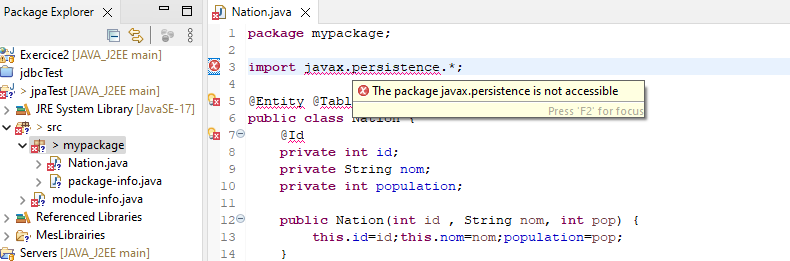 Package Explorer
Exercice2 [JAVA_J2EE main]
jdbcTest
> jpaTest [JAVA_J2EE main]
JRE System Library [JavaSE-17]
> src
> mypackage
Nation.java
package-info.java
module-info.java
Referenced Libraries
MesLibrairies
Servers [JAVA_J2EE main]
Nation.java
1 package mypackage;
2
3 import javax.persistence.*;
4
The package javax.persistence is not accessible
Press 'F2' for focus
5 @Entity @Tabl
6 public class Nation {
7 @Id
8 private int id;
9 private String nom;
10 private int population;
11
12 public Nation(int id , String nom, int pop) {
13 this.id=id;this.nom=nom;population=pop;
14 }